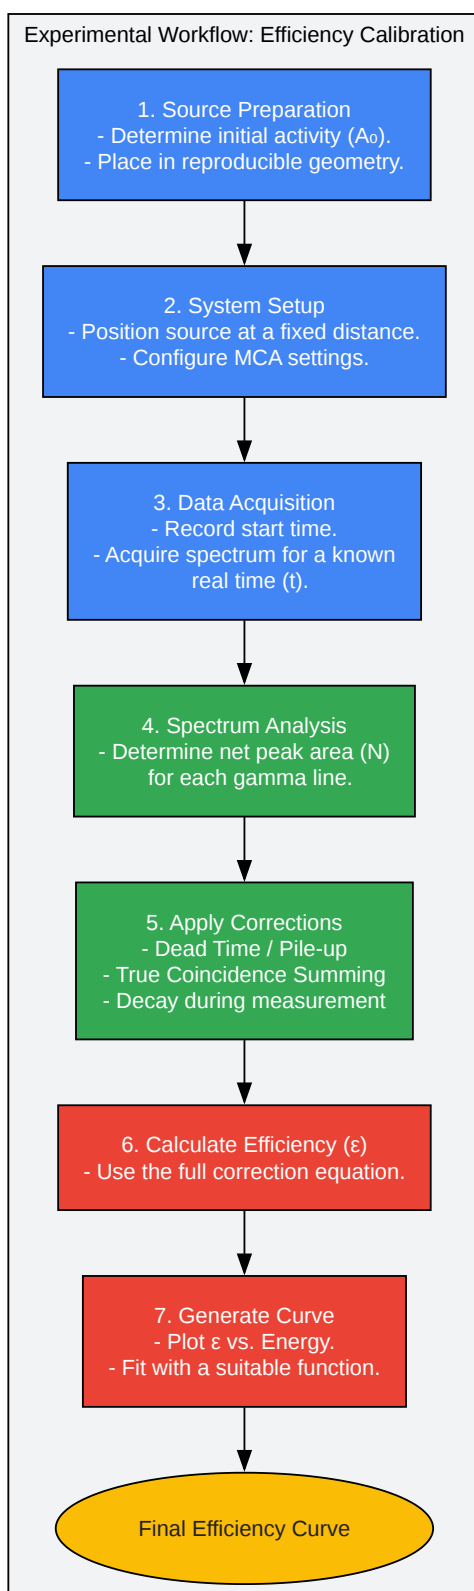 Experimental Workflow: Efficiency Calibration
1. Source Preparation
- Determine initial activity (A₀).
- Place in reproducible geometry.
2. System Setup
- Position source at a fixed distance.
- Configure MCA settings.
3. Data Acquisition
- Record start time.
- Acquire spectrum for a known
real time (t).
4. Spectrum Analysis
- Determine net peak area (N)
for each gamma line.
5. Apply Corrections
- Dead Time / Pile-up
- True Coincidence Summing
- Decay during measurement
6. Calculate Efficiency (ε)
- Use the full correction equation.
7. Generate Curve
- Plot ε vs. Energy.
- Fit with a suitable function.
Final Efficiency Curve